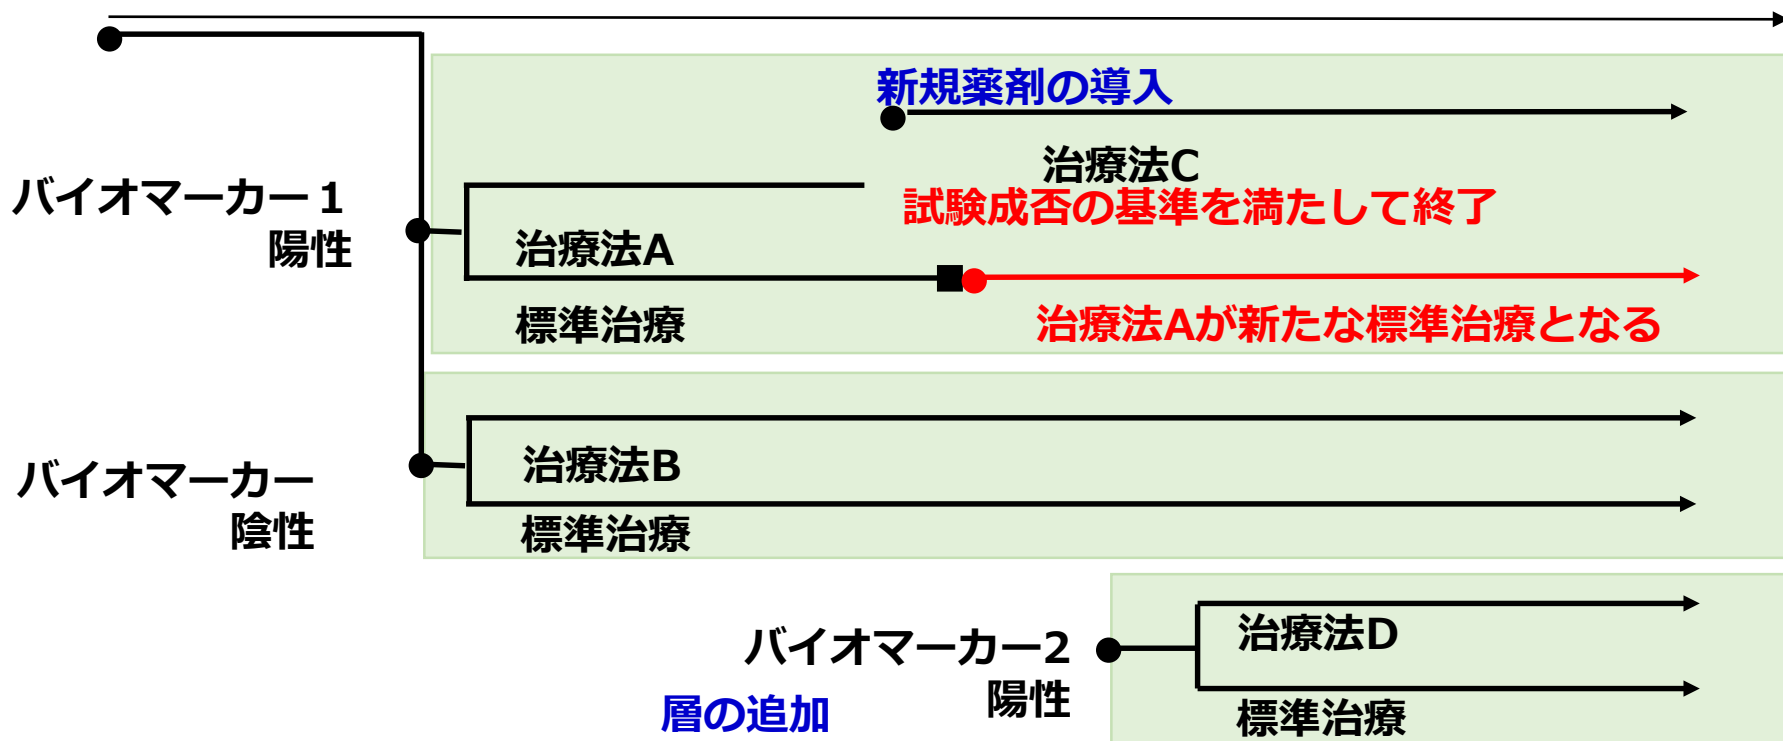 新規薬剤の導入
治療法C
試験成否の基準を満たして終了
バイオマーカー１
陽性
治療法A
標準治療
治療法Aが新たな標準治療となる
バイオマーカー
陰性
治療法B
標準治療
バイオマーカー2
陽性
層の追加
治療法D
標準治療